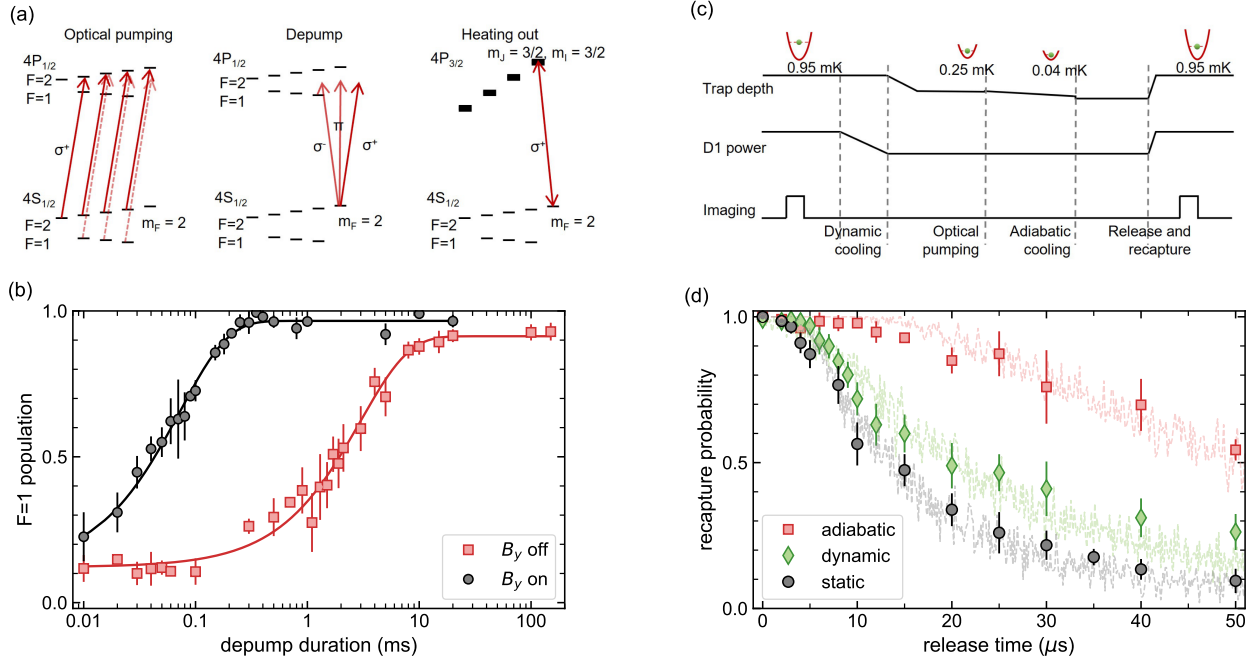 (a)
Optical pumping
4P1/2
F=2
F=1
σ+
4S1/2
F=2
F=1
mF = 2
Depump
4P1/2
F=2
F=1
σ-
π
σ+
4S1/2
F=2
F=1
mF = 2
Heating out
4P3/2
mJ = 3/2, mI = 3/2
σ+
4S1/2
F=2
F=1
mF = 2
(b)
F=1 population
1.0
0.5
0.0
0.01
0.1
1
10
100
depump duration (ms)
By off
By on
(c)
0.95 mK
0.25 mK
0.04 mK
0.95 mK
Trap depth
D1 power
Imaging
Dynamic
cooling
Optical
pumping
Adiabatic
cooling
Release and
recapture
(d)
recapture probability
1.0
0.5
0.0
0
10
20
30
40
50
release time (μs)
adiabatic
dynamic
static